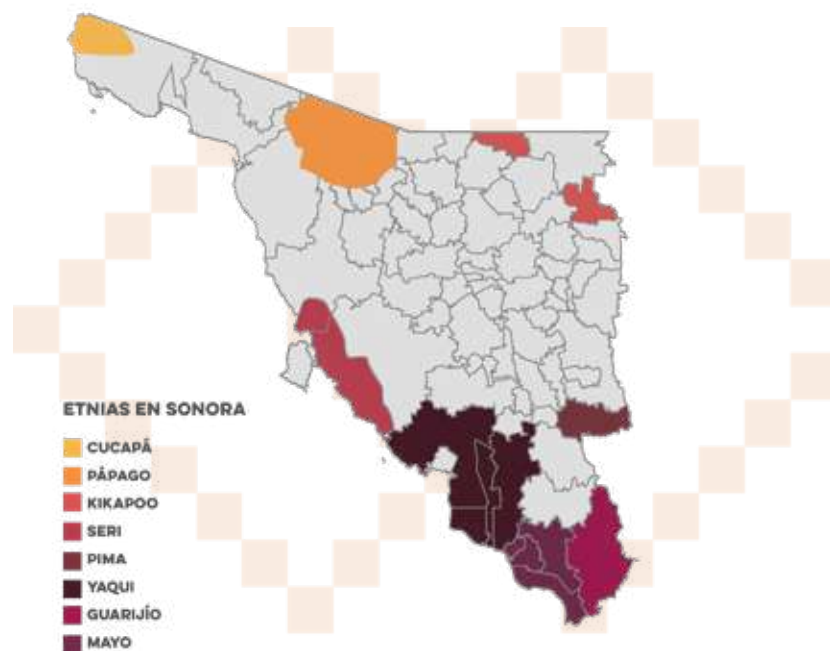 ETNIAS EN SONORA
CUCAPÁ
PÁPAGO
KIKAPOO
SERI
PIMA
YAQUI
GUARIJÍO
MAYO